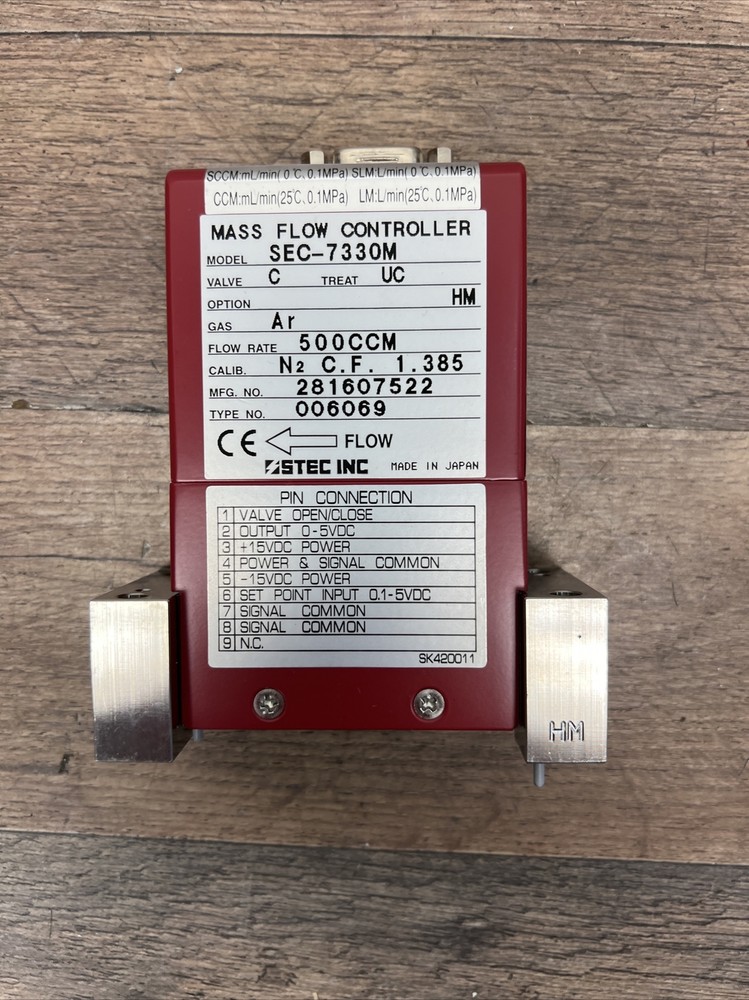 SCCM:mL/min(0℃,0.1MPa) SLM:L/min(0℃,0.1MPa)
CCM:mL/min(25℃,0.1MPa) LM:L/min(25℃,0.1MPa)
MASS FLOW CONTROLLER
MODEL SEC-7330M
VALVE C TREAT UC
OPTION HM
GAS Ar
FLOW RATE 500CCM
CALIB. N2 C.F. 1.385
MFG. NO. 281607522
TYPE NO. 006069
CE FLOW
STEC INC MADE IN JAPAN
PIN CONNECTION
1 VALVE OPEN/CLOSE
2 OUTPUT 0-5VDC
3 +15VDC POWER
4 POWER & SIGNAL COMMON
5 -15VDC POWER
6 SET POINT INPUT 0.1-5VDC
7 SIGNAL COMMON
8 SIGNAL COMMON
9 N.C.
SK420011
HM